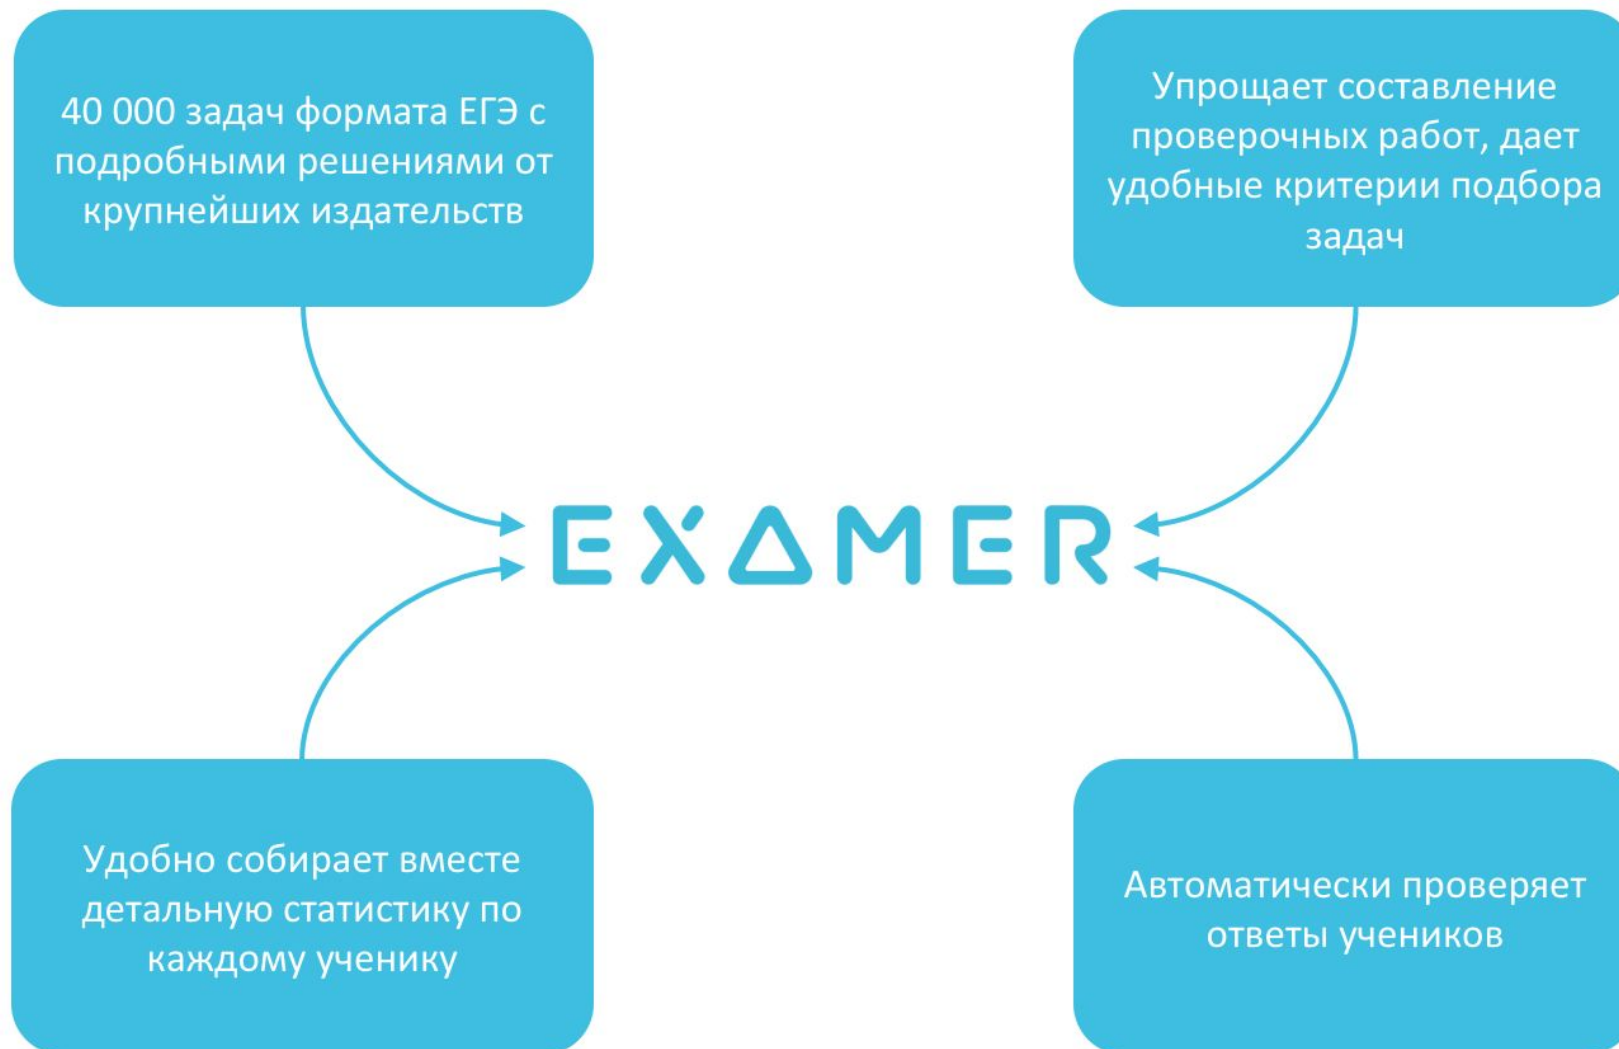 40 000 задач формата ЕГЭ с
подробными решениями от
крупнейших издательств
Упрощает составление
проверочных работ, дает
удобные критерии подбора
задач
EXAMER
Удобно собирает вместе
детальную статистику по
каждому ученику
Автоматически проверяет
ответы учеников